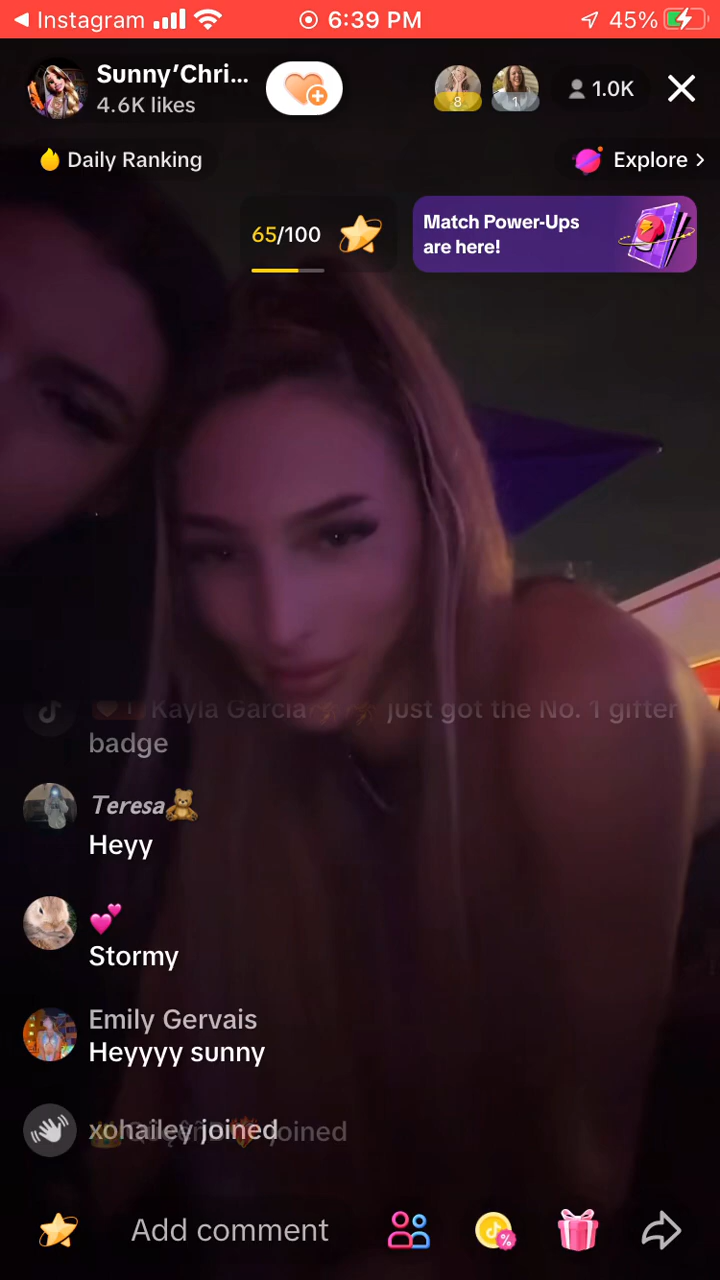 Instagram
6:39 PM
45%
Sunny'Chri...
4.6K likes
8
1
1.0K
Daily Ranking
Explore >
65/100
Match Power-Ups
are here!
1 Kayla Garcia just got the No. 1 gifter
badge
Teresa
Heyy
Stormy
Emily Gervais
Heyyyy sunny
xohailey joined
joined
Add comment